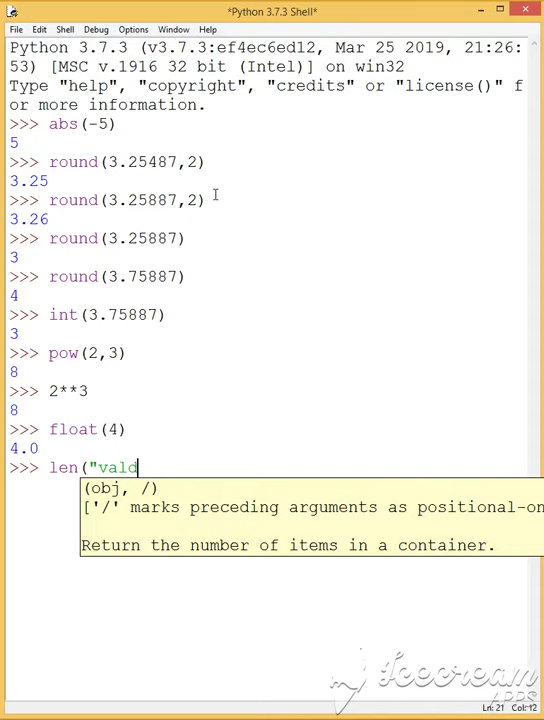 *Python 3.7.3 Shell*
File Edit Shell Debug Options Window Help
Python 3.7.3 (v3.7.3:ef4ec6ed12, Mar 25 2019, 21:26:
53) [MSC v.1916 32 bit (Intel)] on win32
Type "help", "copyright", "credits" or "license()" f
or more information.
>>> abs(-5)
5
>>> round(3.25487,2)
3.25
>>> round(3.25887,2)
3.26
>>> round(3.25887)
3
>>> round(3.75887)
4
>>> int(3.75887)
3
>>> pow(2,3)
8
>>> 2**3
8
>>> float(4)
4.0
>>> len("vald
(obj, /)
['/' marks preceding arguments as positional-on
Return the number of items in a container.
Icecream
APPS
Ln: 21 Col: 12